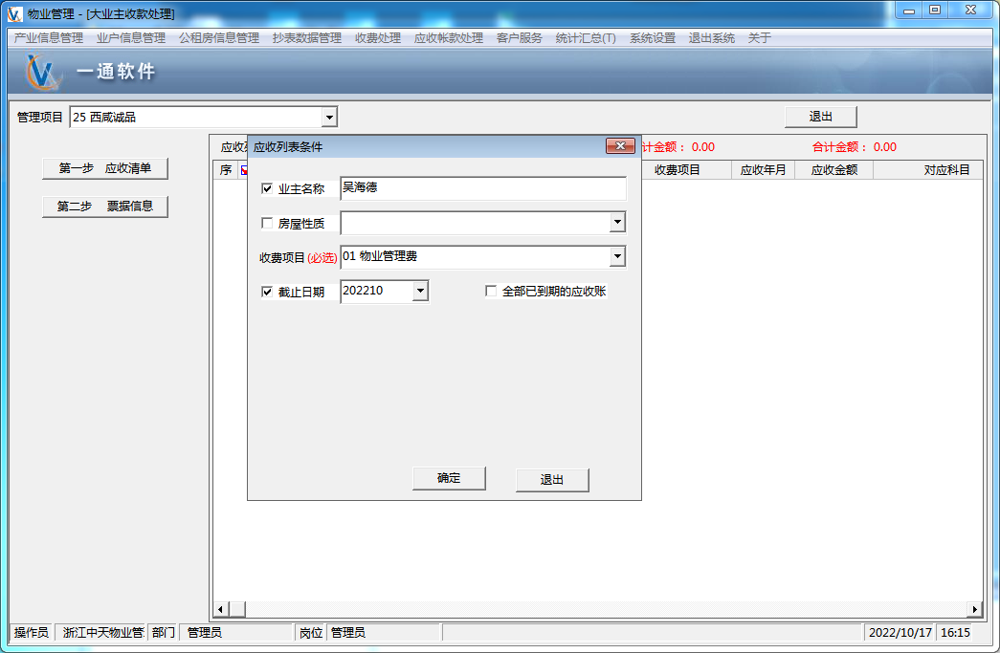 物业管理 - [大业主收款处理]
产业信息管理 业户信息管理 公租房信息管理 抄表数据管理 收费处理 应收帐款处理 客户服务 统计汇总(T) 系统设置 退出系统 关于
一通软件
管理项目 25 西咸诚品 退出
应收 应收列表条件 计金额： 0.00 合计金额： 0.00
第一步 应收清单
序 收费项目 应收年月 应收金额 对应科目
业主名称 吴海德
第二步 票据信息
房屋性质
收费项目(必选) 01 物业管理费
截止日期 202210 全部已到期的应收账
确定 退出
操作员 浙江中天物业管 部门 管理员 岗位 管理员 2022/10/17 16:15